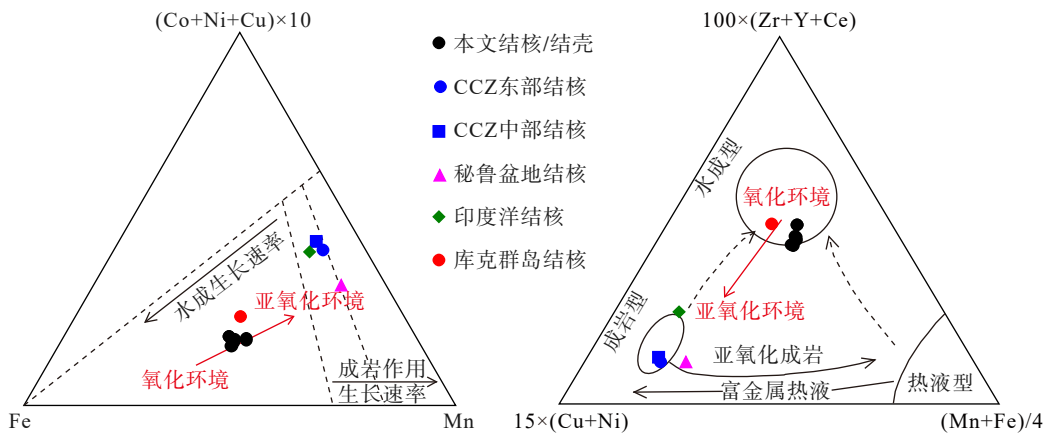 (Co+Ni+Cu)×10
水成生长速率
亚氧化环境
氧化环境
成岩作用
生长速率
Fe
Mn
本文结核/结壳
CCZ东部结核
CCZ中部结核
秘鲁盆地结核
印度洋结核
库克群岛结核
100×(Zr+Y+Ce)
水成型
氧化环境
成岩型
亚氧化环境
亚氧化成岩
富金属热液
热液型
15×(Cu+Ni)
(Mn+Fe)/4